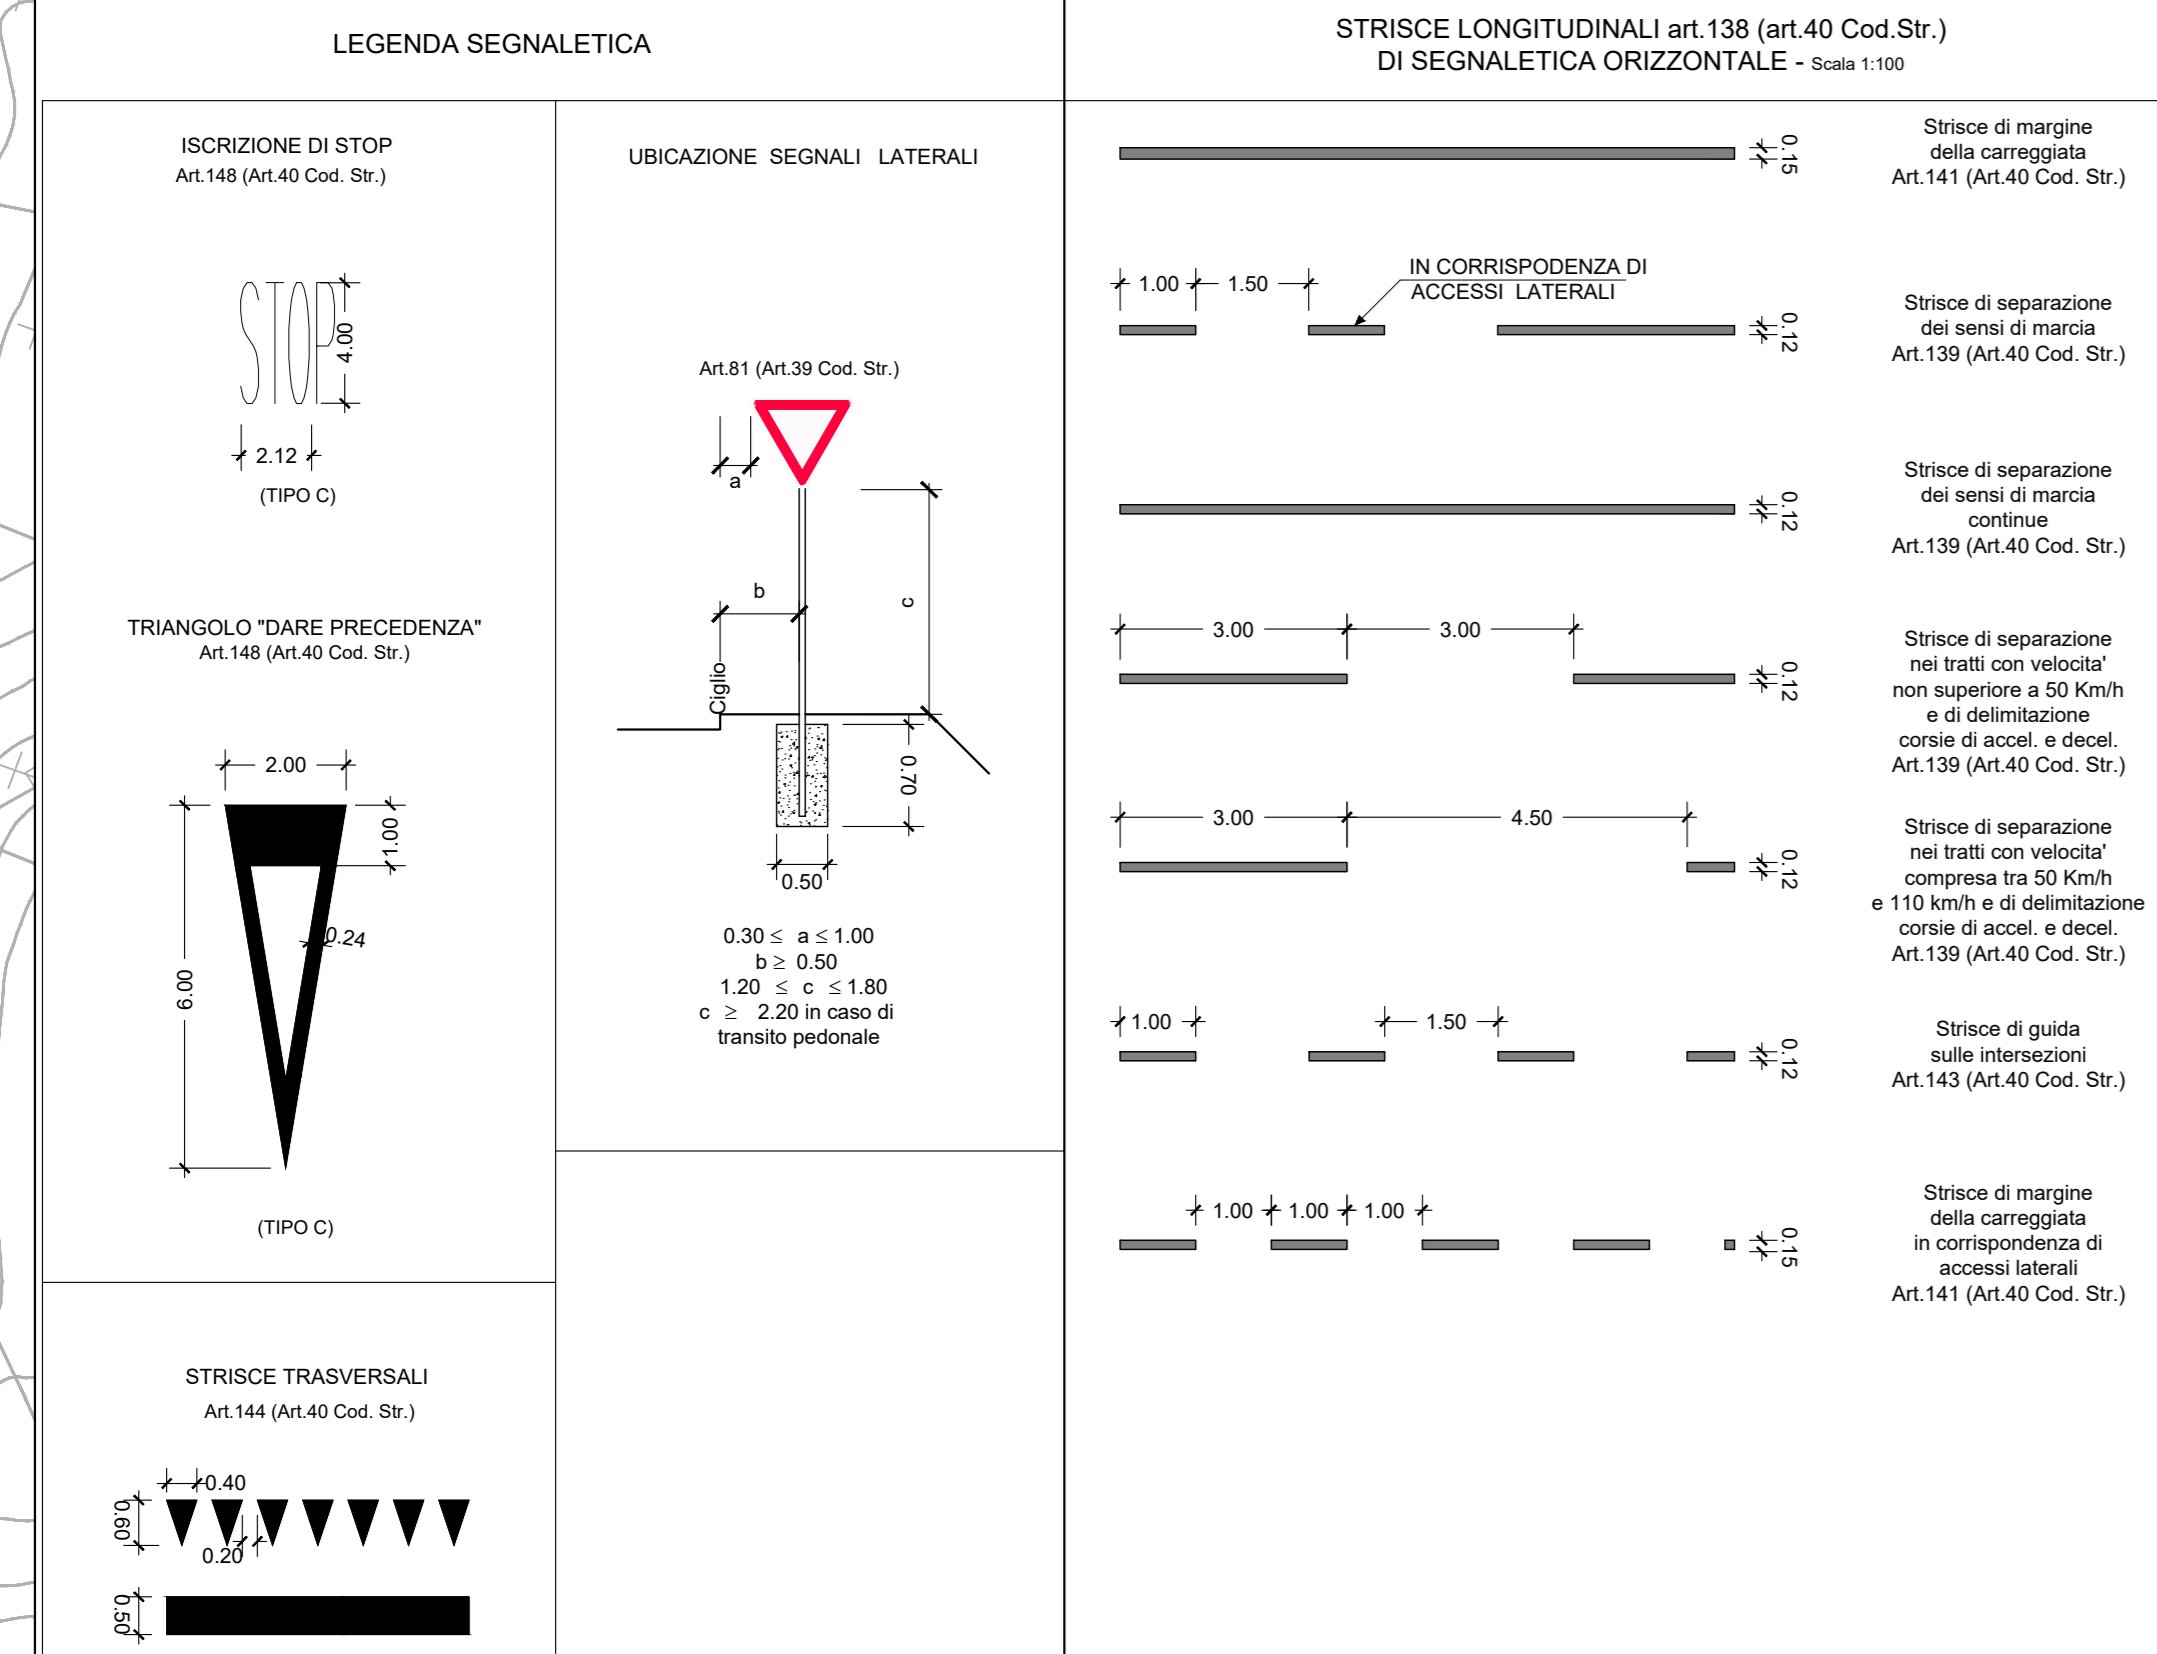 LEGENDA SEGNALETICA
ISCRIZIONE DI STOP
Art.148 (Art.40 Cod. Str.)
STOP
4.00
2.12
(TIPO C)
TRIANGOLO "DARE PRECEDENZA"
Art.148 (Art.40 Cod. Str.)
2.00
1.00
0.24
6.00
(TIPO C)
STRISCE TRASVERSALI
Art.144 (Art.40 Cod. Str.)
0.40
0.60
0.20
0.50
UBICAZIONE SEGNALI LATERALI
Art.81 (Art.39 Cod. Str.)
a
b
c
Ciglio
0.70
0.50
0.30 ≤ a ≤ 1.00
b ≥ 0.50
1.20 ≤ c ≤ 1.80
c ≥ 2.20 in caso di
transito pedonale
STRISCE LONGITUDINALI art.138 (art.40 Cod.Str.)
DI SEGNALETICA ORIZZONTALE - Scala 1:100
0.15
Strisce di margine
della carreggiata
Art.141 (Art.40 Cod. Str.)
1.00
1.50
IN CORRISPODENZA DI
ACCESSI LATERALI
0.12
Strisce di separazione
dei sensi di marcia
Art.139 (Art.40 Cod. Str.)
0.12
Strisce di separazione
dei sensi di marcia
continue
Art.139 (Art.40 Cod. Str.)
3.00
3.00
0.12
Strisce di separazione
nei tratti con velocita'
non superiore a 50 Km/h
e di delimitazione
corsie di accel. e decel.
Art.139 (Art.40 Cod. Str.)
3.00
4.50
0.12
Strisce di separazione
nei tratti con velocita'
compresa tra 50 Km/h
e 110 km/h e di delimitazione
corsie di accel. e decel.
Art.139 (Art.40 Cod. Str.)
1.00
1.50
0.12
Strisce di guida
sulle intersezioni
Art.143 (Art.40 Cod. Str.)
1.00
1.00
1.00
0.15
Strisce di margine
della carreggiata
in corrispondenza di
accessi laterali
Art.141 (Art.40 Cod. Str.)